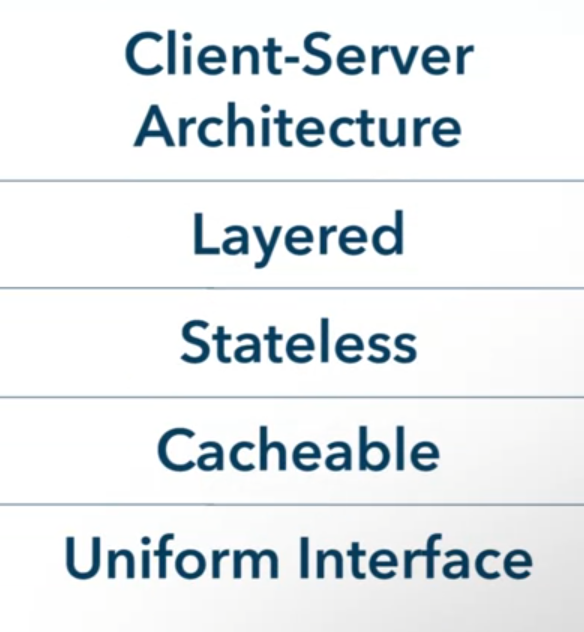 Client-Server
Architecture
Layered
Stateless
Cacheable
Uniform Interface